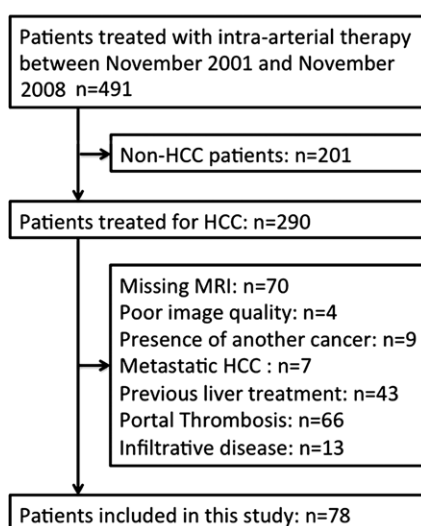 Patients treated with intra-arterial therapy
between November 2001 and November
2008 n=491
Non-HCC patients: n=201
Patients treated for HCC: n=290
Missing MRI: n=70
Poor image quality: n=4
Presence of another cancer: n=9
Metastatic HCC : n=7
Previous liver treatment: n=43
Portal Thrombosis: n=66
Infiltrative disease: n=13
Patients included in this study: n=78